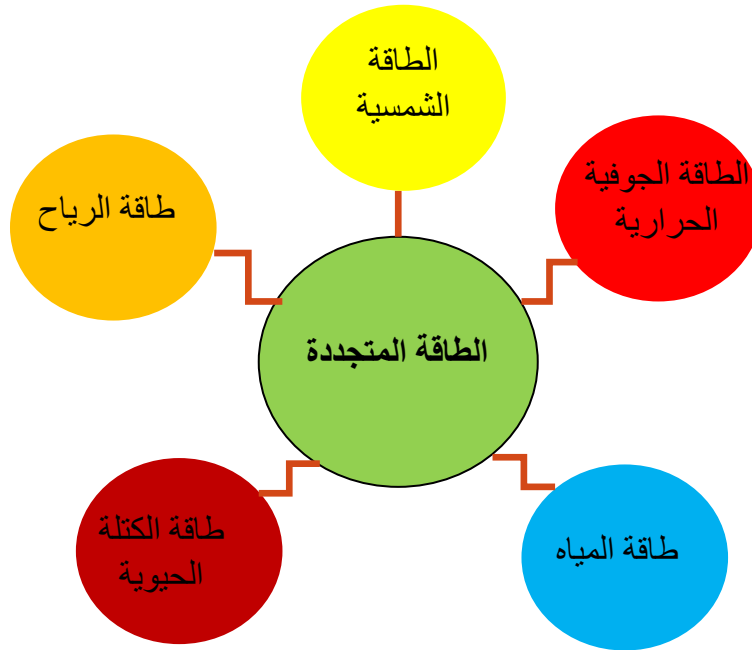 الطاقة
الشمسية
الطاقة الجوفية
الحرارية
طاقة الرياح
الطاقة المتجددة
طاقة الكتلة
الحيوية
طاقة المياه